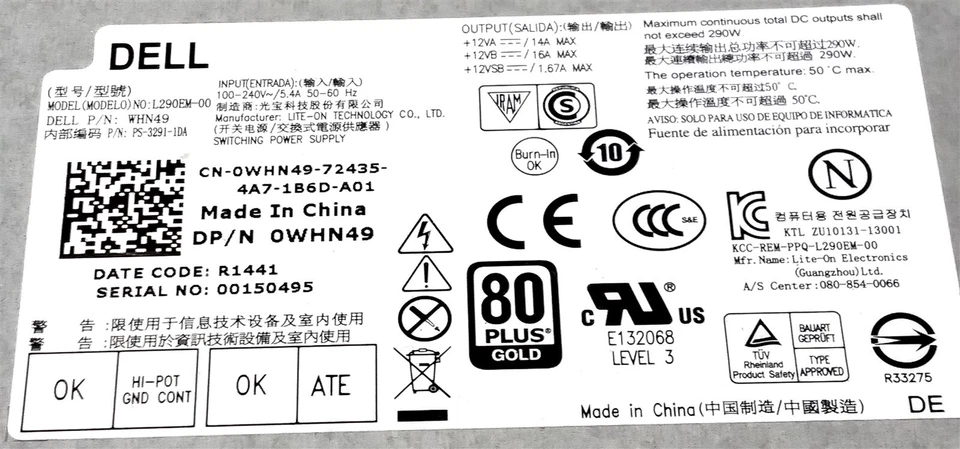 DELL
(型号/型號)
MODEL(MODELO)NO:L290EM-00
DELL P/N: WHN49
内部编码 P/N: PS-3291-1DA
INPUT(ENTRADA):(输入/輸入)
100-240V~/5.4A 50-60 Hz
制造商:光宝科技股份有限公司
Manufacturer: LITE-ON TECHNOLOGY CO., LTD.
(开关电源/交換式電源供應器)
SWITCHING POWER SUPPLY
OUTPUT(SALIDA):(输出/輸出)
+12VA ⎓/14A MAX
+12VB ⎓/16A MAX
+12VSB ⎓/1.67A MAX
Maximum continuous total DC outputs shall
not exceed 290W.
最大连续输出总功率不可超过290W.
最大連續輸出總功率不可超過 290W.
The operation temperature: 50°C max.
最大操作温度不可超过50°C.
最大操作溫度不可超過 50°C.
AVISO: SOLO PARA USO DE EQUIPO DE INFORMATICA
Fuente de alimentación para incorporar
IRAM
S
Burn-In
OK
10
N
CN-0WHN49-72435-
4A7-1B6D-A01
Made In China
DP/N 0WHN49
DATE CODE: R1441
SERIAL NO: 00150495
CE
CCC S&E
KC
컴퓨터용 전원공급장치
KTL ZU10131-13001
KCC-REM-PPQ-L290EM-00
Mfr.Name:Lite-On Electronics
(Guangzhou)Ltd.
A/S Center:080-854-0066
警 告:限使用于信息技术设备及室内使用
警 告:限使用於資訊技術設備及室內使用
OK
HI-POT
GND CONT
OK
ATE
80
PLUS®
GOLD
c RU® US
E132068
LEVEL 3
TÜV
Rheinland
Product Safety
BAUART
GEPRÜFT
TYPE
APPROVED
R33275
Made in China(中国制造/中國製造)
DE